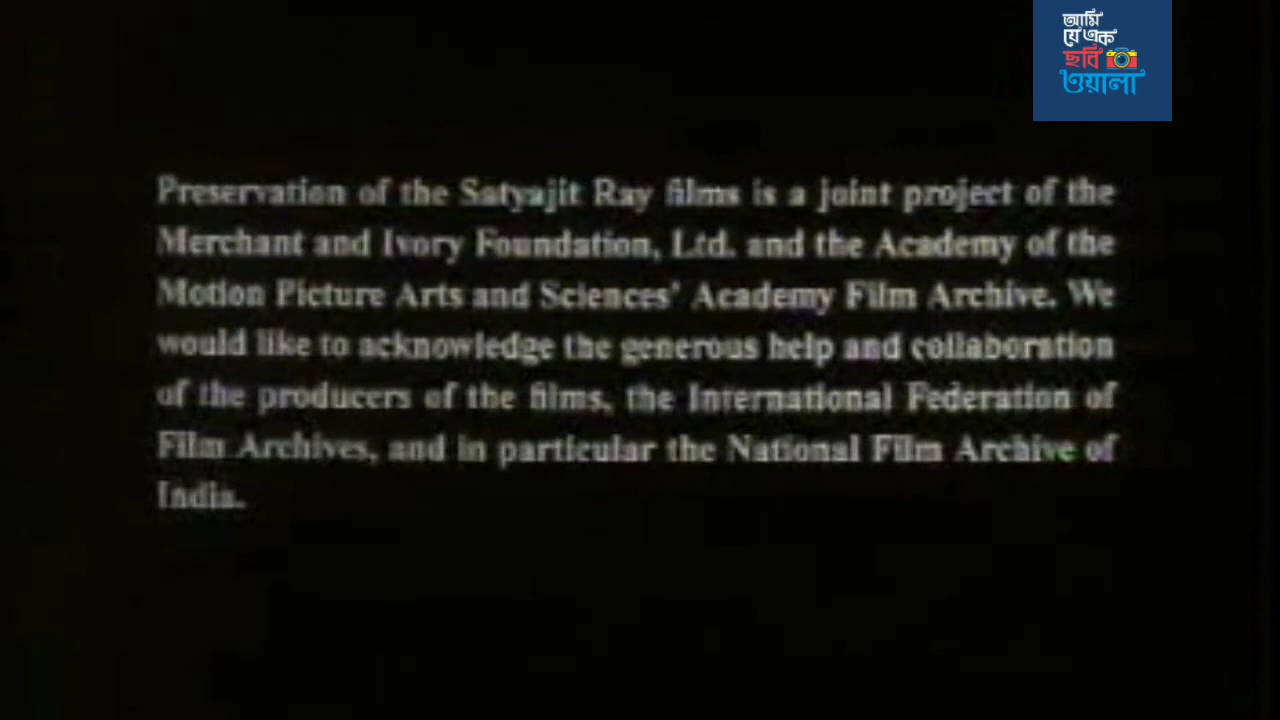 আমি
যে এক
ছবি
ওয়ালা
Preservation of the Satyajit Ray films is a joint project of the
Merchant and Ivory Foundation, Ltd. and the Academy of the
Motion Picture Arts and Sciences' Academy Film Archive. We
would like to acknowledge the generous help and collaboration
of the producers of the films, the International Federation of
Film Archives, and in particular the National Film Archive of
India.